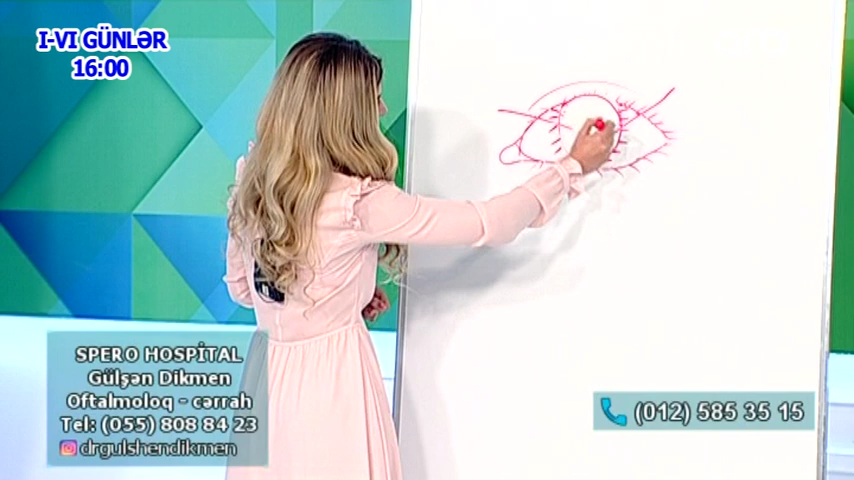 I-VI GÜNLƏR
16:00
SPERO HOSPİTAL
Gülşən Dikmen
Oftalmoloq - cərrah
Tel: (055) 808 84 23
drgulshendikmen
(012) 585 35 15